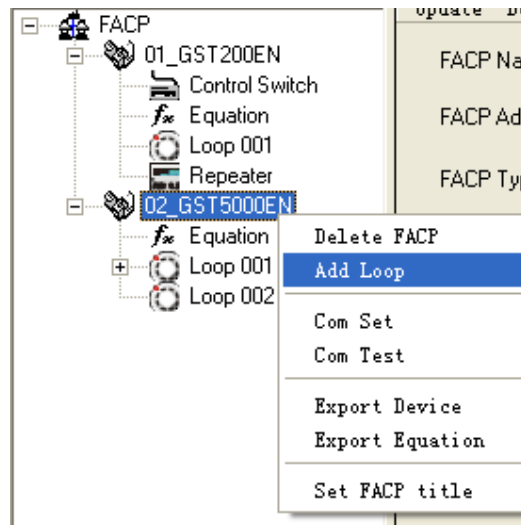 FACP
01_GST200EN
Control Switch
Equation
Loop 001
Repeater
02_GST5000EN
Equation
Loop 001
Loop 002
FACP Na
FACP Ad
FACP Ty
Delete FACP
Add Loop
Com Set
Com Test
Export Device
Export Equation
Set FACP title